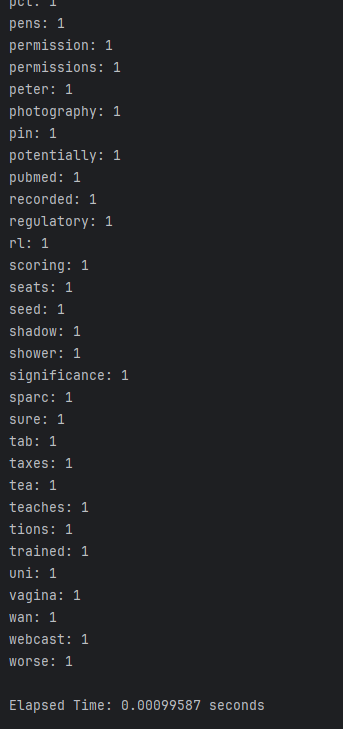 pct: 1
pens: 1
permission: 1
permissions: 1
peter: 1
photography: 1
pin: 1
potentially: 1
pubmed: 1
recorded: 1
regulatory: 1
rl: 1
scoring: 1
seats: 1
seed: 1
shadow: 1
shower: 1
significance: 1
sparc: 1
sure: 1
tab: 1
taxes: 1
tea: 1
teaches: 1
tions: 1
trained: 1
uni: 1
vagina: 1
wan: 1
webcast: 1
worse: 1
Elapsed Time: 0.00099587 seconds